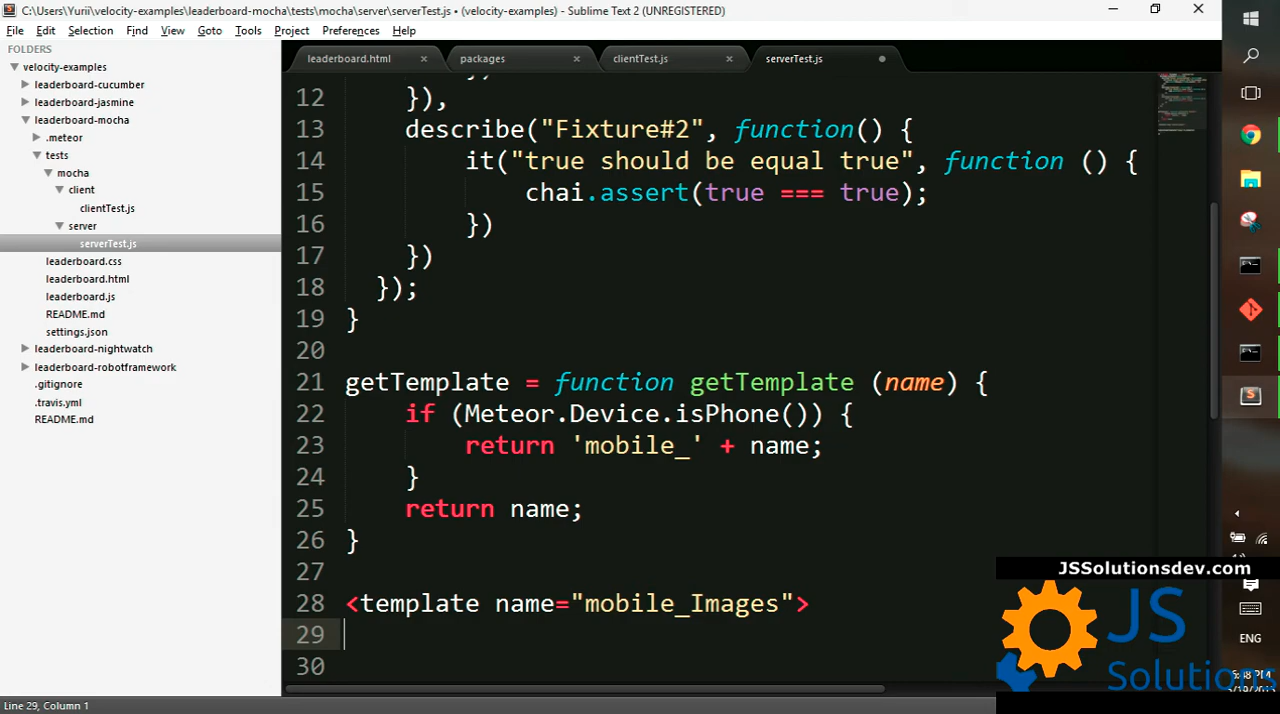 C:\Users\Yurii\velocity-examples\leaderboard-mocha\tests\mocha\server\serverTest.js • (velocity-examples) - Sublime Text 2 (UNREGISTERED)
File Edit Selection Find View Goto Tools Project Preferences Help
FOLDERS
velocity-examples
leaderboard-cucumber
leaderboard-jasmine
leaderboard-mocha
.meteor
tests
mocha
client
clientTest.js
server
serverTest.js
leaderboard.css
leaderboard.html
leaderboard.js
README.md
settings.json
leaderboard-nightwatch
leaderboard-robotframework
.gitignore
.travis.yml
README.md
leaderboard.html packages clientTest.js serverTest.js
12 }),
13 describe("Fixture#2", function() {
14 it("true should be equal true", function () {
15 chai.assert(true === true);
16 })
17 })
18 });
19 }
20
21 getTemplate = function getTemplate (name) {
22 if (Meteor.Device.isPhone()) {
23 return 'mobile_' + name;
24 }
25 return name;
26 }
27
28 <template name="mobile_Images">
29
30
Line 29, Column 1
JSSolutionsdev.com
JS
Solutions
ENG